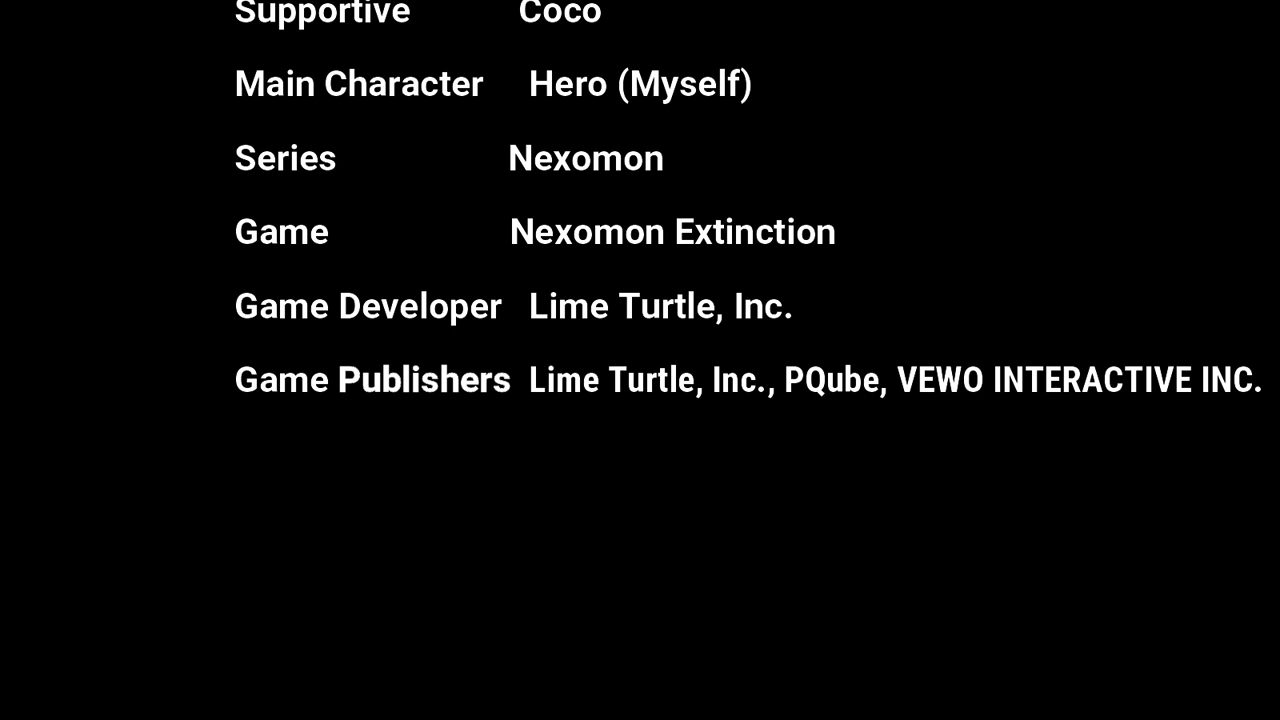 Supportive Coco
Main Character Hero (Myself)
Series Nexomon
Game Nexomon Extinction
Game Developer Lime Turtle, Inc.
Game Publishers Lime Turtle, Inc., PQube, VEWO INTERACTIVE INC.